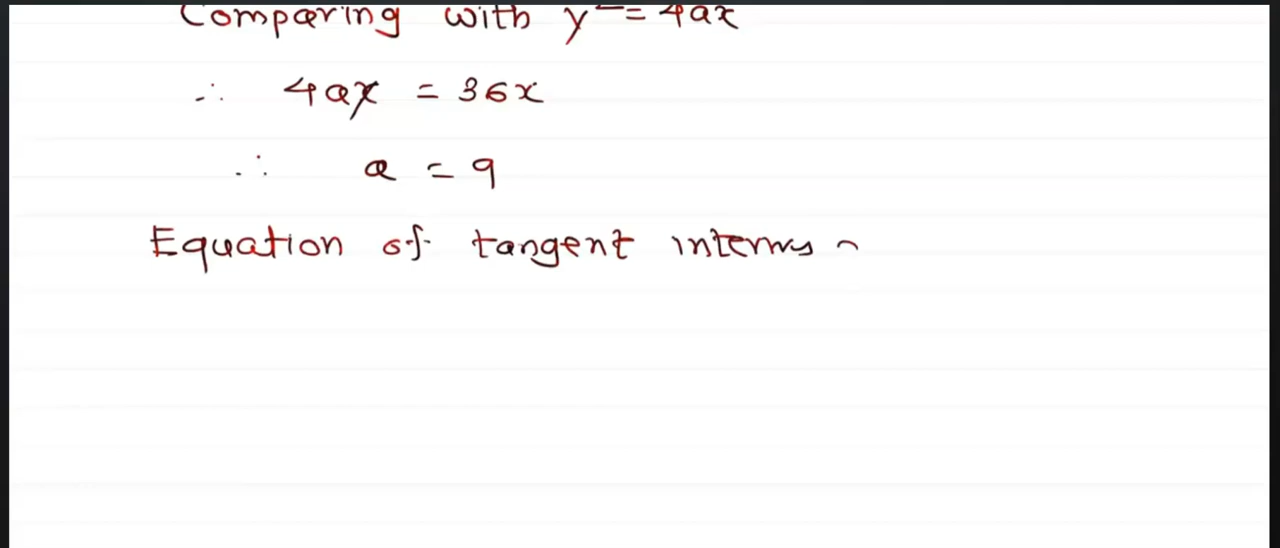 Comparing with y² = 4ax
∴ 4ax = 36x
∴ a = 9
Equation of tangent interms